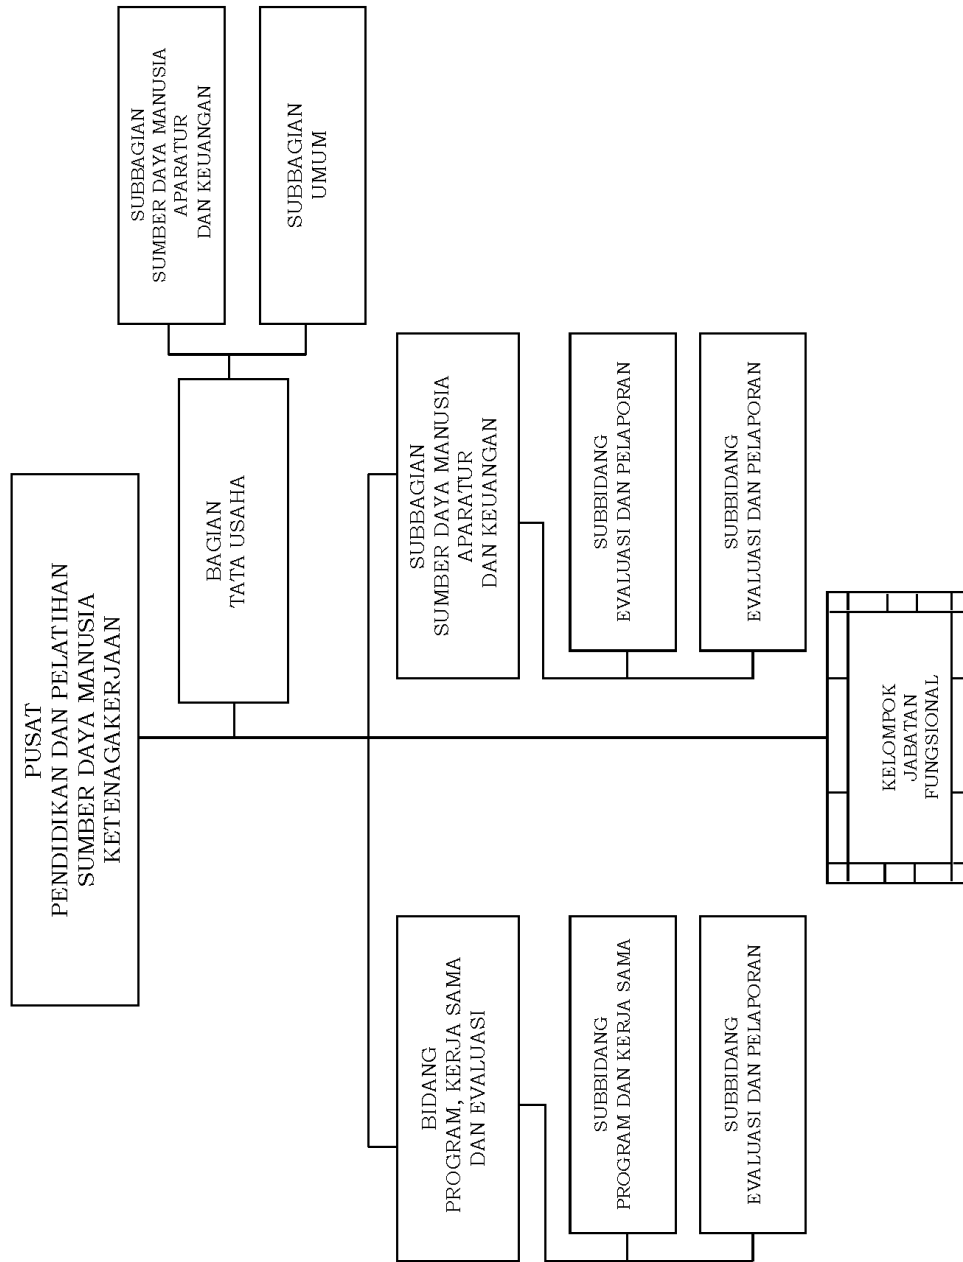 PUSAT
PENDIDIKAN DAN PELATIHAN
SUMBER DAYA MANUSIA
KETENAGAKERJAAN
BAGIAN
TATA USAHA
SUBBAGIAN
SUMBER DAYA MANUSIA
APARATUR
DAN KEUANGAN
SUBBAGIAN
UMUM
BIDANG
PROGRAM, KERJA SAMA
DAN EVALUASI
SUBBIDANG
PROGRAM DAN KERJA SAMA
SUBBIDANG
EVALUASI DAN PELAPORAN
SUBBAGIAN
SUMBER DAYA MANUSIA
APARATUR
DAN KEUANGAN
SUBBIDANG
EVALUASI DAN PELAPORAN
SUBBIDANG
EVALUASI DAN PELAPORAN
KELOMPOK
JABATAN
FUNGSIONAL